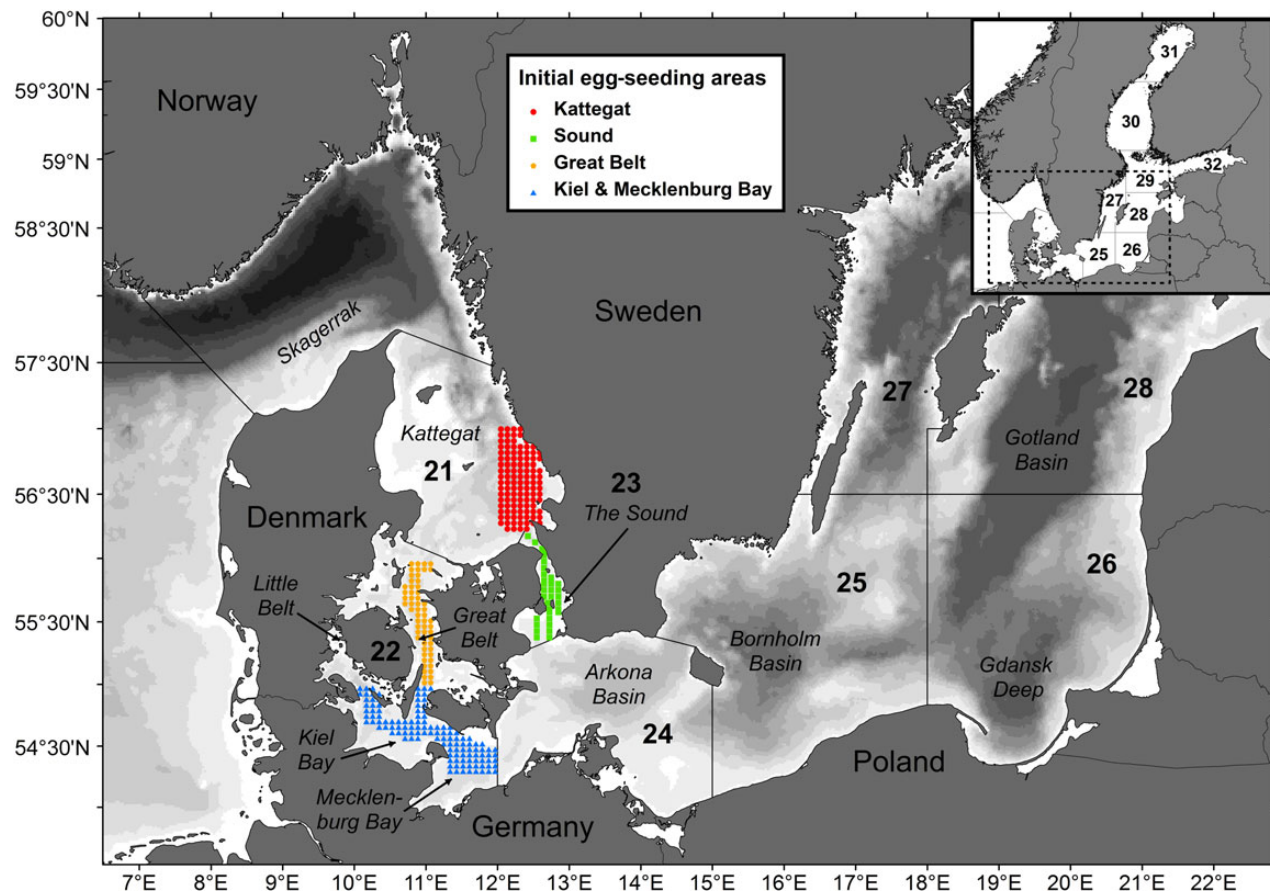 60°N
59°30'N
59°N
58°30'N
57°30'N
56°30'N
55°30'N
54°30'N
Norway
Initial egg-seeding areas
Kattegat
Sound
Great Belt
Kiel & Mecklenburg Bay
31
30
32
29
27
28
25
26
Skagerrak
Sweden
Kattegat
21
23
The Sound
27
28
Gotland
Basin
Denmark
Little
Belt
Great
Belt
22
25
26
Bornholm
Basin
Arkona
Basin
Gdansk
Deep
24
Kiel
Bay
Mecklen-
burg Bay
Germany
Poland
7°E 8°E 9°E 10°E 11°E 12°E 13°E 14°E 15°E 16°E 17°E 18°E 19°E 20°E 21°E 22°E